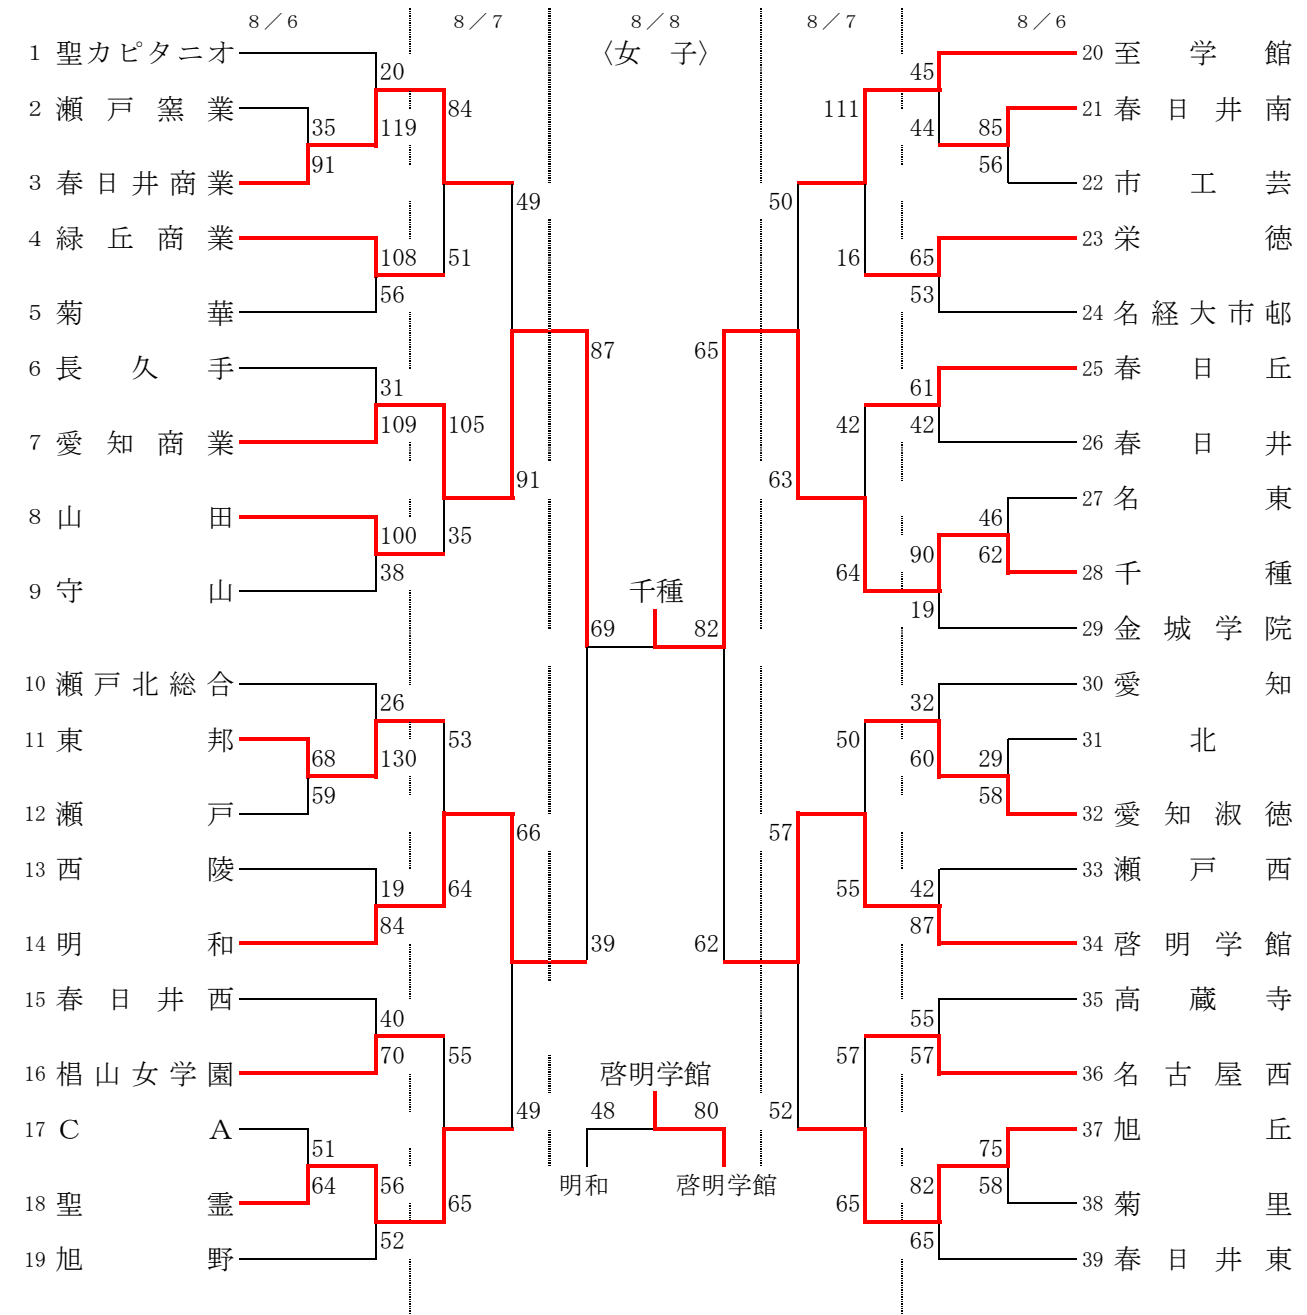 8／6 8／7 8／8 8／7 8／6
〈女 子〉
1 聖カピタニオ
20
2 瀬戸窯業
35
119
84
91
3 春日井商業
49
4 緑丘商業
108
51
56
5 菊華
87
6 長久手
31
109
105
7 愛知商業
91
8 山田
100
35
38
9 守山
69
10 瀬戸北総合
26
11 東邦
68
130
53
59
12 瀬戸
66
13 西陵
19
64
84
14 明和
39
15 春日井西
40
70
55
16 椙山女学園
49
17 CA
51
64
56
65
18 聖霊
52
19 旭野
千種
啓明学館
48 80
明和 啓明学館
20 至学館
45
111
21 春日井南
44
85
56
22 市工芸
50
23 栄徳
16
65
53
24 名経大市邨
65
25 春日丘
61
42
42
26 春日井
63
27 名東
46
90
62
64
28 千種
19
29 金城学院
82
30 愛知
32
50
31 北
60
29
58
32 愛知淑徳
57
33 瀬戸西
55
42
87
34 啓明学館
62
35 高蔵寺
55
57
57
36 名古屋西
52
37 旭丘
75
82
58
65
38 菊里
65
39 春日井東